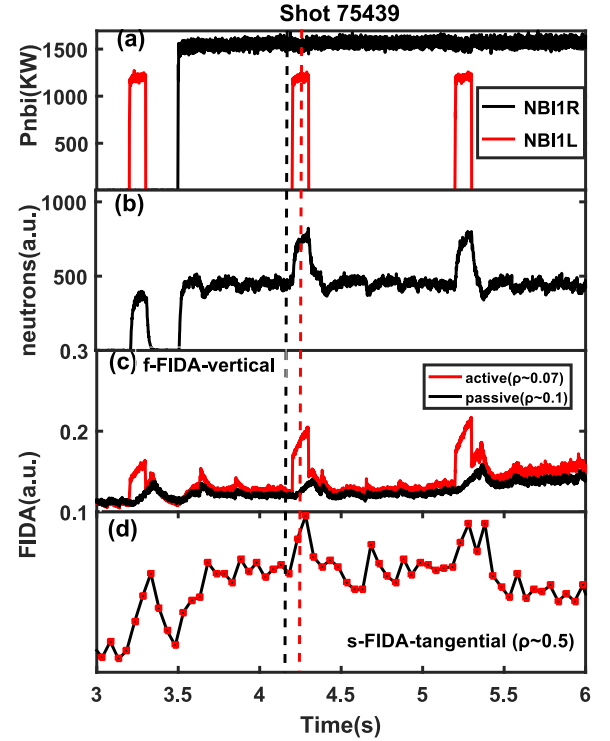 Shot 75439
(a)
Pnbi(KW)
1500
1000
500
NBI1R
NBI1L
(b)
neutrons(a.u.)
1000
500
(c)
f-FIDA-vertical
FIDA(a.u.)
0.3
0.2
0.1
active(ρ~0.07)
passive(ρ~0.1)
(d)
s-FIDA-tangential (ρ~0.5)
3
3.5
4
4.5
5
5.5
6
Time(s)